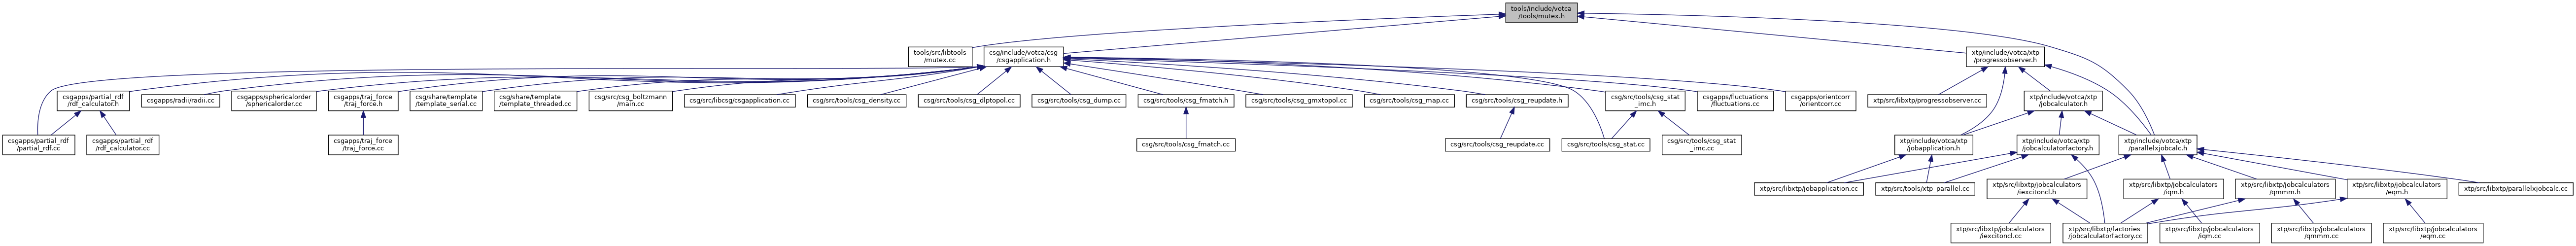 tools/include/votca
/tools/mutex.h
tools/src/libtools
/mutex.cc
csg/include/votca/csg
/csgapplication.h
xtp/include/votca/xtp
/progressobserver.h
csgapps/partial_rdf
/rdf_calculator.h
csgapps/radii/radii.cc
csgapps/sphericalorder
/sphericalorder.cc
csgapps/traj_force
/traj_force.h
csg/share/template
/template_serial.cc
csg/share/template
/template_threaded.cc
csg/src/csg_boltzmann
/main.cc
csg/src/libcsg/csgapplication.cc
csg/src/tools/csg_density.cc
csg/src/tools/csg_dlptopol.cc
csg/src/tools/csg_dump.cc
csg/src/tools/csg_fmatch.h
csg/src/tools/csg_gmxtopol.cc
csg/src/tools/csg_map.cc
csg/src/tools/csg_reupdate.h
csg/src/tools/csg_stat
_imc.h
csgapps/fluctuations
/fluctuations.cc
csgapps/orientcorr
/orientcorr.cc
xtp/src/libxtp/progressobserver.cc
xtp/include/votca/xtp
/jobcalculator.h
csgapps/partial_rdf
/partial_rdf.cc
csgapps/partial_rdf
/rdf_calculator.cc
csgapps/traj_force
/traj_force.cc
csg/src/tools/csg_fmatch.cc
csg/src/tools/csg_reupdate.cc
csg/src/tools/csg_stat.cc
csg/src/tools/csg_stat
_imc.cc
xtp/include/votca/xtp
/jobapplication.h
xtp/include/votca/xtp
/jobcalculatorfactory.h
xtp/include/votca/xtp
/parallelxjobcalc.h
xtp/src/libxtp/jobapplication.cc
xtp/src/tools/xtp_parallel.cc
xtp/src/libxtp/jobcalculators
/iexcitoncl.h
xtp/src/libxtp/jobcalculators
/iqm.h
xtp/src/libxtp/jobcalculators
/qmmm.h
xtp/src/libxtp/jobcalculators
/eqm.h
xtp/src/libxtp/parallelxjobcalc.cc
xtp/src/libxtp/jobcalculators
/iexcitoncl.cc
xtp/src/libxtp/factories
/jobcalculatorfactory.cc
xtp/src/libxtp/jobcalculators
/iqm.cc
xtp/src/libxtp/jobcalculators
/qmmm.cc
xtp/src/libxtp/jobcalculators
/eqm.cc